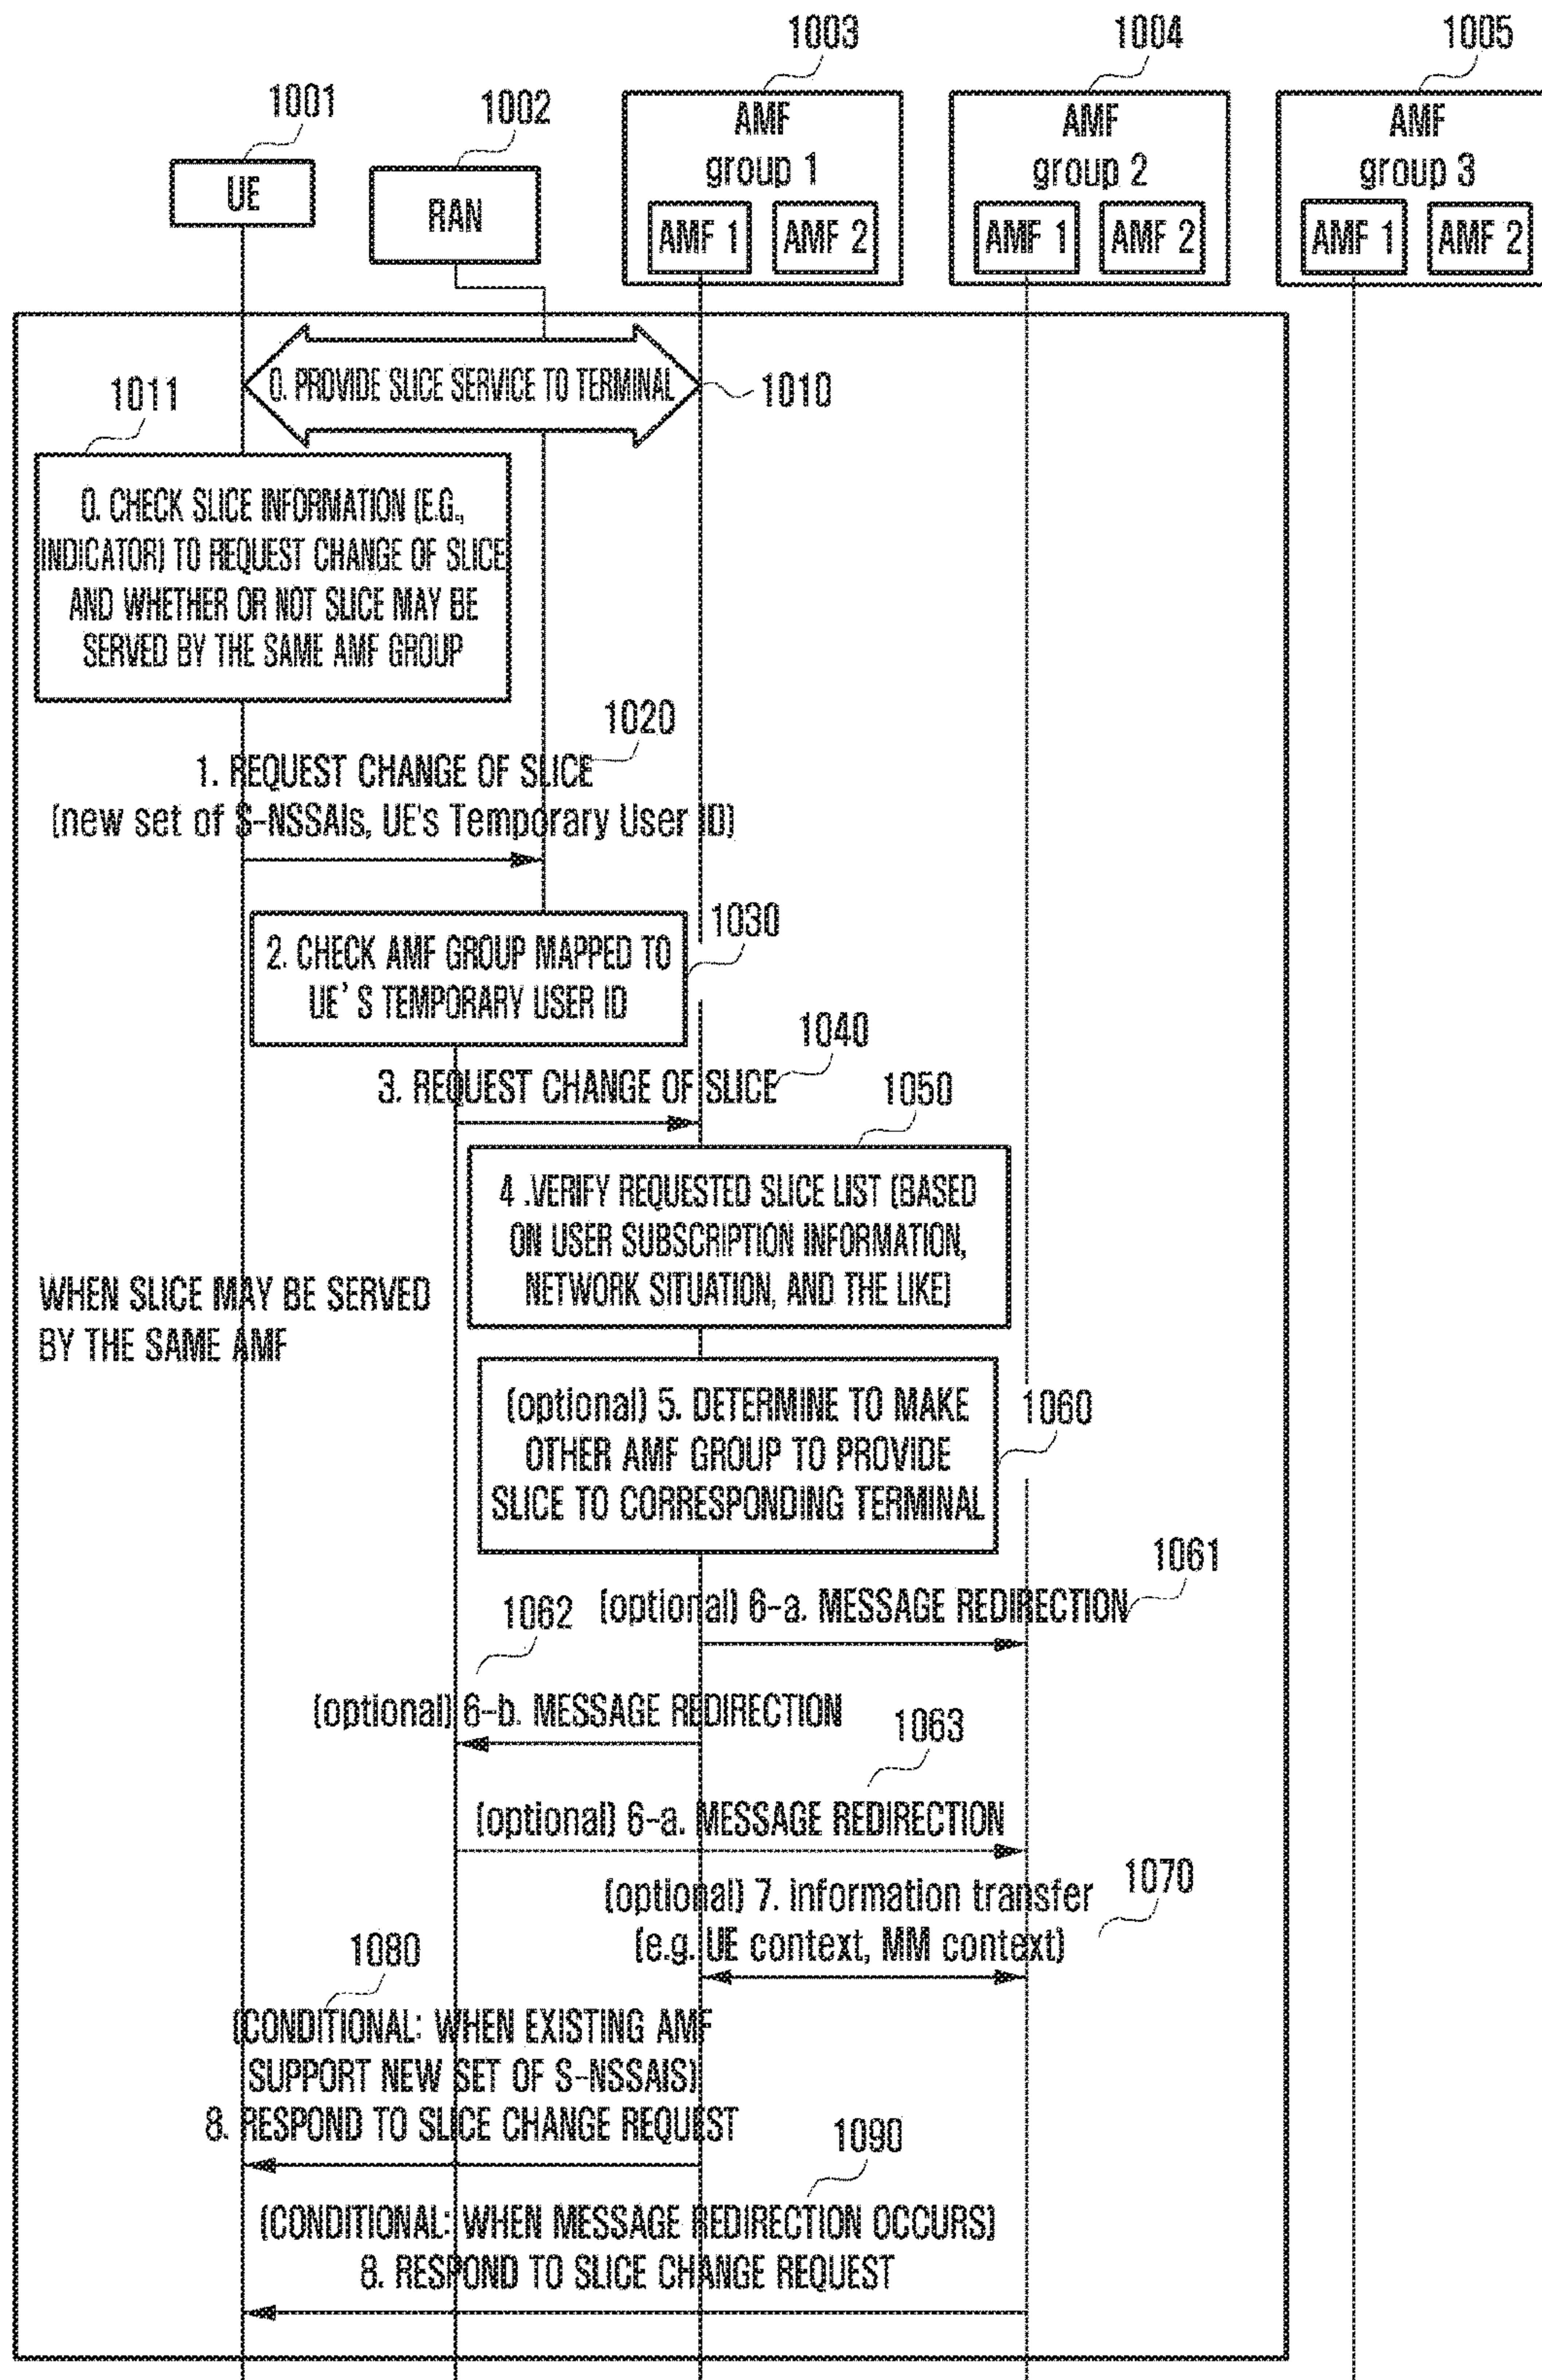 1003
1004
1005
1001
1002
AMF
group 1
AMF 1 AMF 2
AMF
group 2
AMF 1 AMF 2
AMF
group 3
AMF 1 AMF 2
UE
RAN
0. PROVIDE SLICE SERVICE TO TERMINAL
1010
1011
0. CHECK SLICE INFORMATION (E.G.,
INDICATOR) TO REQUEST CHANGE OF SLICE
AND WHETHER OR NOT SLICE MAY BE
SERVED BY THE SAME AMF GROUP
1020
1. REQUEST CHANGE OF SLICE
(new set of S-NSSAIs, UE's Temporary User ID)
1030
2. CHECK AMF GROUP MAPPED TO
UE' S TEMPORARY USER ID
1040
3. REQUEST CHANGE OF SLICE
1050
4 .VERIFY REQUESTED SLICE LIST (BASED
ON USER SUBSCRIPTION INFORMATION,
NETWORK SITUATION, AND THE LIKE)
WHEN SLICE MAY BE SERVED
BY THE SAME AMF
1060
(optional) 5. DETERMINE TO MAKE
OTHER AMF GROUP TO PROVIDE
SLICE TO CORRESPONDING TERMINAL
1061
(optional) 6-a. MESSAGE REDIRECTION
1062
(optional) 6-b. MESSAGE REDIRECTION
1063
(optional) 6-a. MESSAGE REDIRECTION
1070
(optional) 7. information transfer
(e.g. UE context, MM context)
1080
(CONDITIONAL: WHEN EXISTING AMF
SUPPORT NEW SET OF S-NSSAIS)
8. RESPOND TO SLICE CHANGE REQUEST
1090
(CONDITIONAL: WHEN MESSAGE REDIRECTION OCCURS)
8. RESPOND TO SLICE CHANGE REQUEST